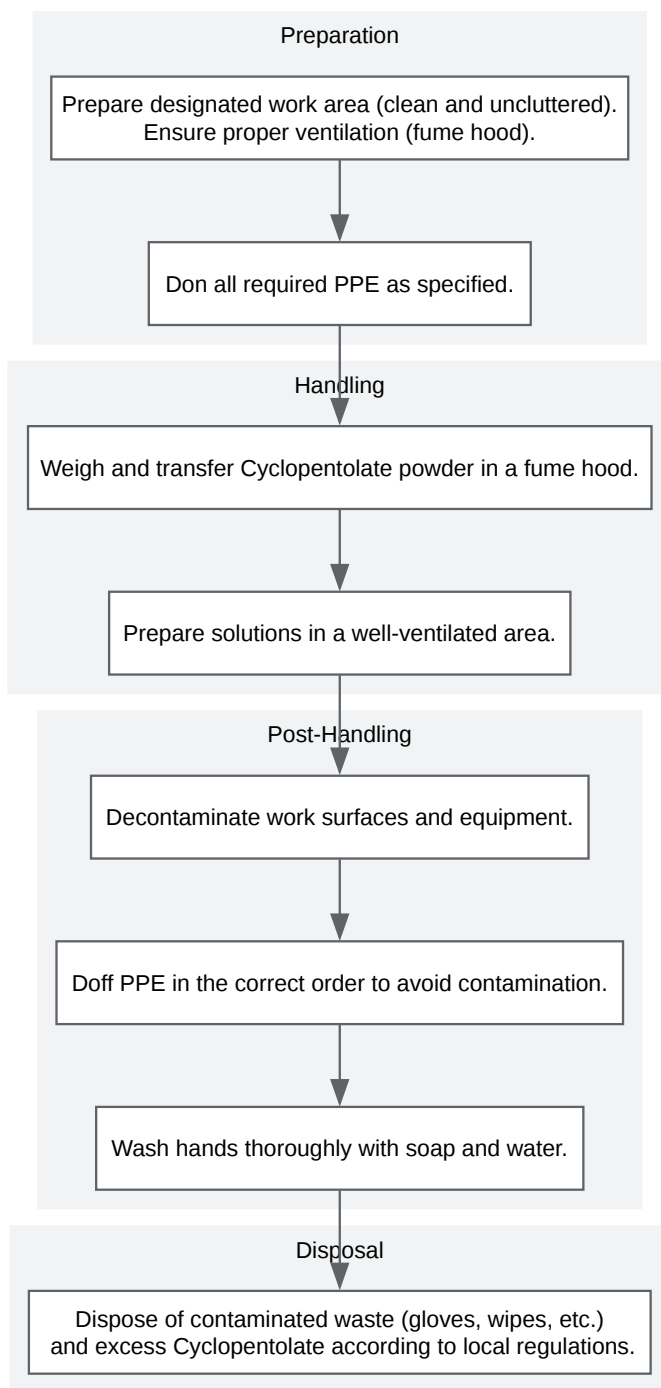 Preparation
Prepare designated work area (clean and uncluttered).
Ensure proper ventilation (fume hood).
Don all required PPE as specified.
Handling
Weigh and transfer Cyclopentolate powder in a fume hood.
Prepare solutions in a well-ventilated area.
Post-Handling
Decontaminate work surfaces and equipment.
Doff PPE in the correct order to avoid contamination.
Wash hands thoroughly with soap and water.
Disposal
Dispose of contaminated waste (gloves, wipes, etc.)
and excess Cyclopentolate according to local regulations.